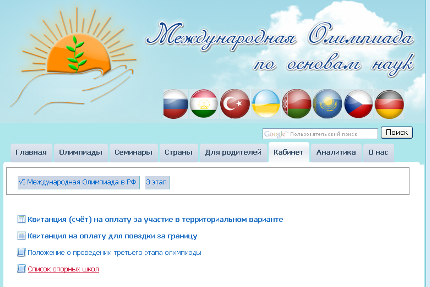 Международная Олимпиада
по основам наук
Google Пользовательский поиск Поиск
Главная Олимпиады Семинары Страны Для родителей Кабинет Аналитика О нас
Международная Олимпиада в РФ 3 этап
Квитанция (счёт) на оплату за участие в территориальном варианте
Квитанция на оплату для поездки за границу
Положение о проведении третьего этапа олимпиады
Список опорных школ